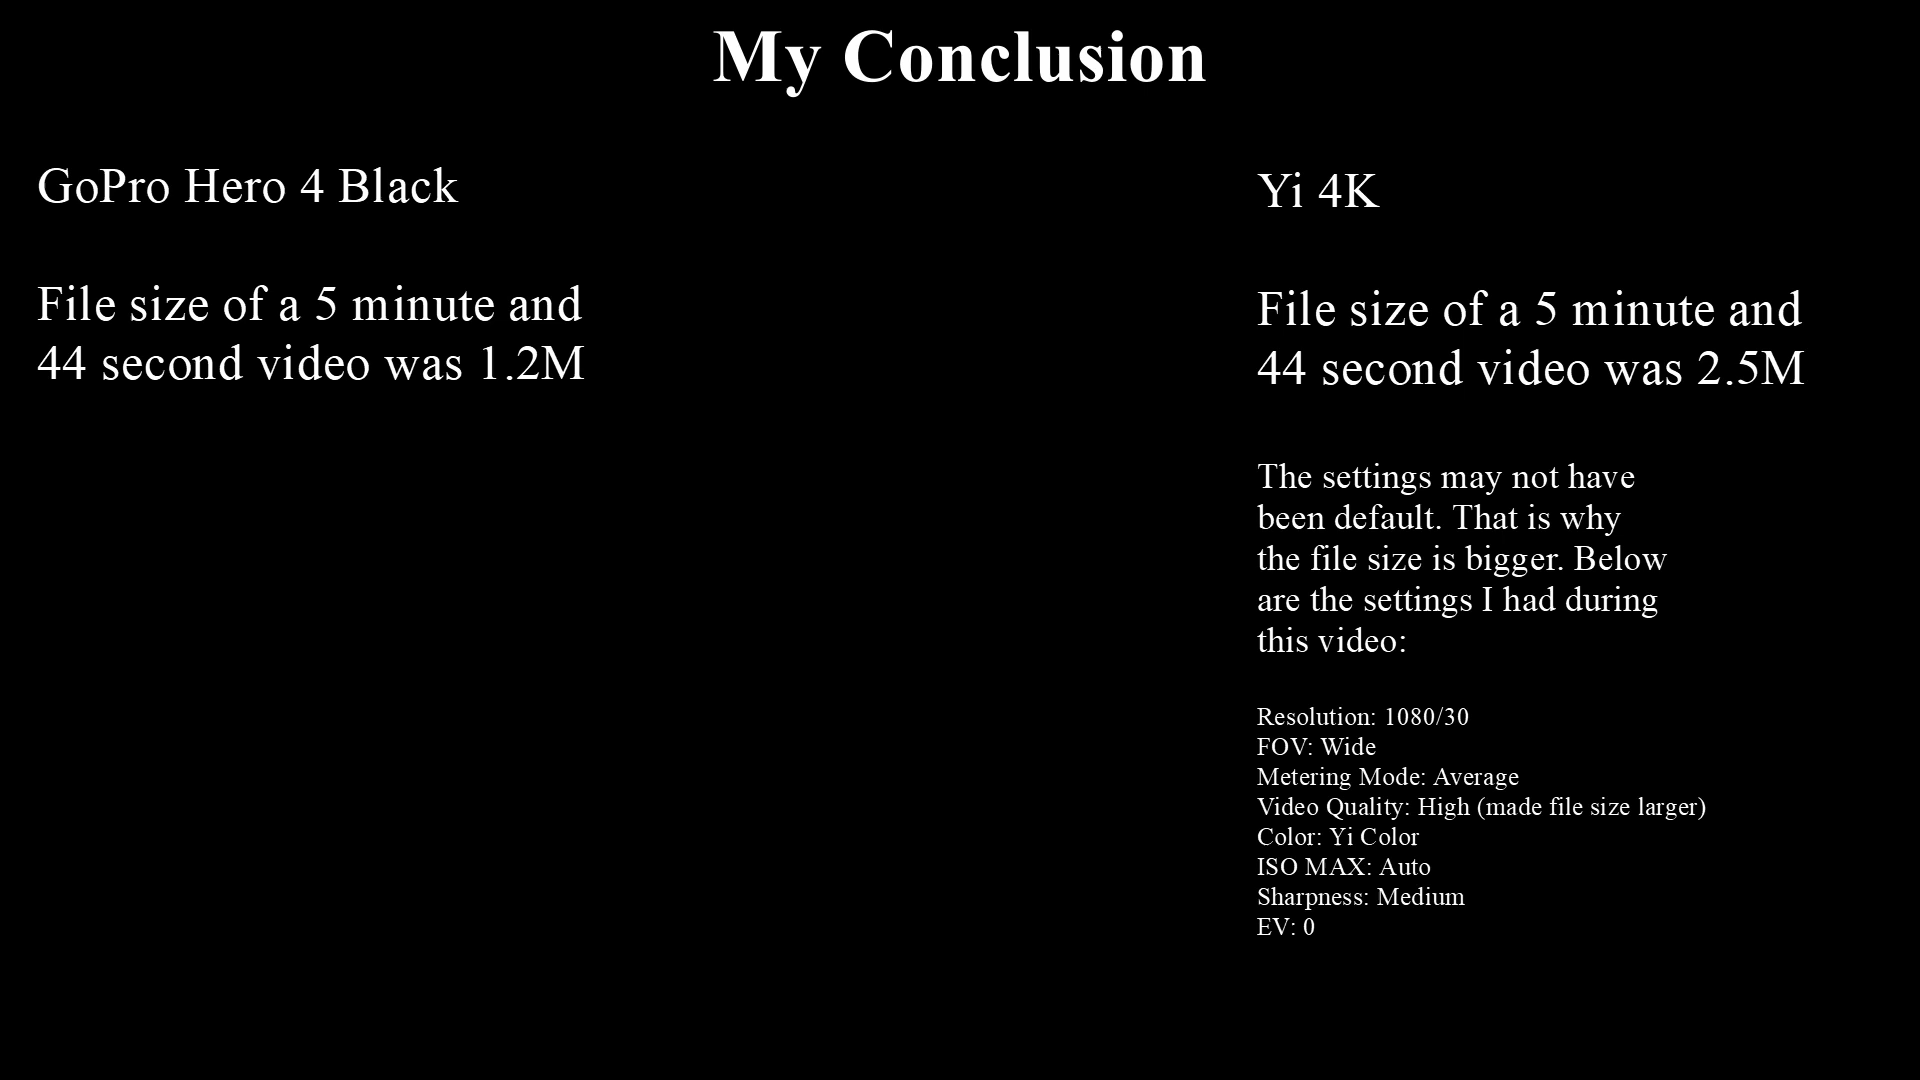 My Conclusion
GoPro Hero 4 Black
File size of a 5 minute and
44 second video was 1.2M
Yi 4K
File size of a 5 minute and
44 second video was 2.5M
The settings may not have
been default. That is why
the file size is bigger. Below
are the settings I had during
this video:
Resolution: 1080/30
FOV: Wide
Metering Mode: Average
Video Quality: High (made file size larger)
Color: Yi Color
ISO MAX: Auto
Sharpness: Medium
EV: 0